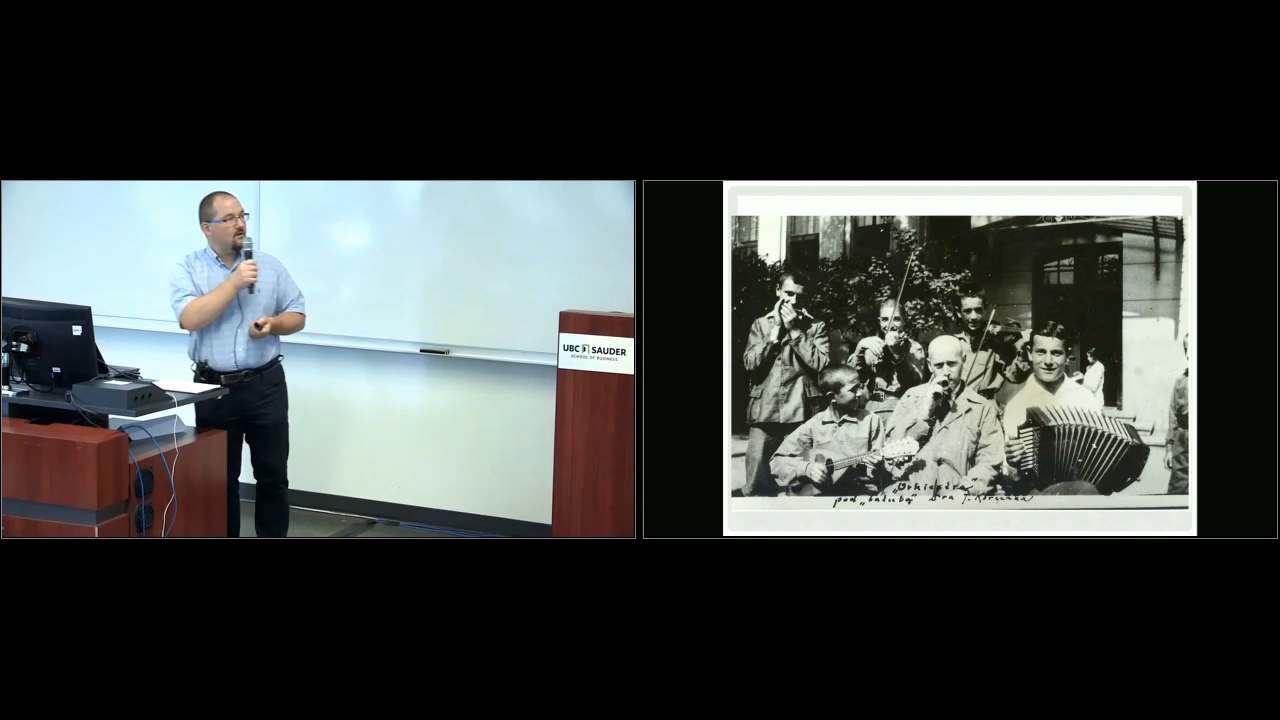 UBC SAUDER
SCHOOL OF BUSINESS
„Orkiestra"
pod „batutą" Dra J. Korczaka